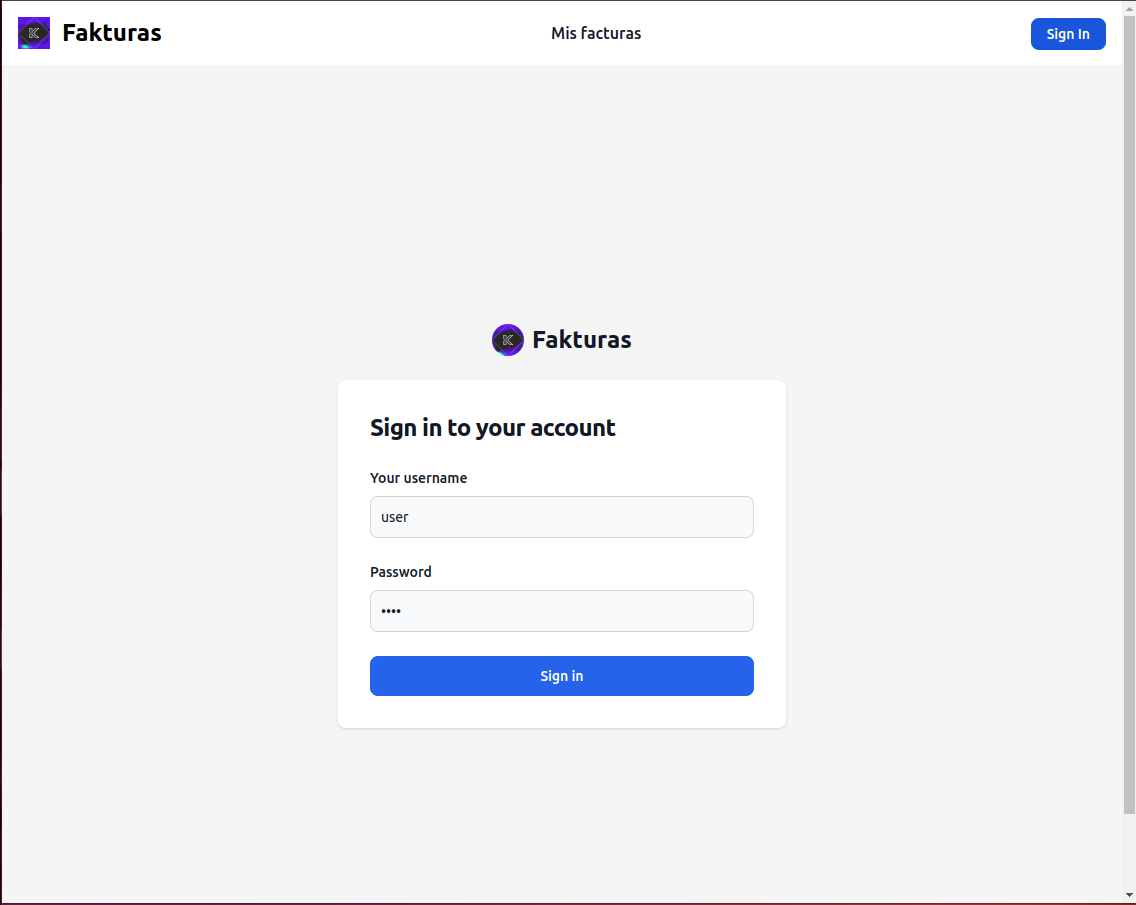 Fakturas
Mis facturas
Sign In
Fakturas
Sign in to your account
Your username
user
Password
••••
Sign in